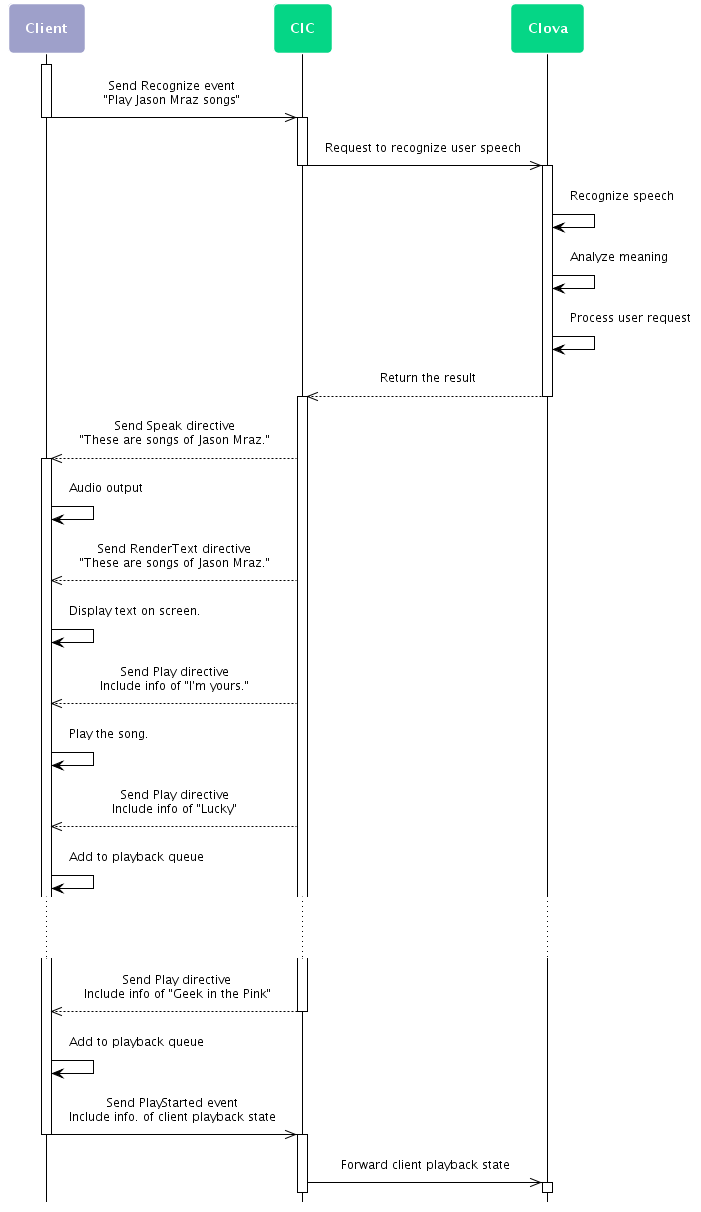 Client
CIC
Clova
Send Recognize event
"Play Jason Mraz songs"
Request to recognize user speech
Recognize speech
Analyze meaning
Process user request
Return the result
Send Speak directive
"These are songs of Jason Mraz."
Audio output
Send RenderText directive
"These are songs of Jason Mraz."
Display text on screen.
Send Play directive
Include info of "I'm yours."
Play the song.
Send Play directive
Include info of "Lucky"
Add to playback queue
Send Play directive
Include info of "Geek in the Pink"
Add to playback queue
Send PlayStarted event
Include info. of client playback state
Forward client playback state